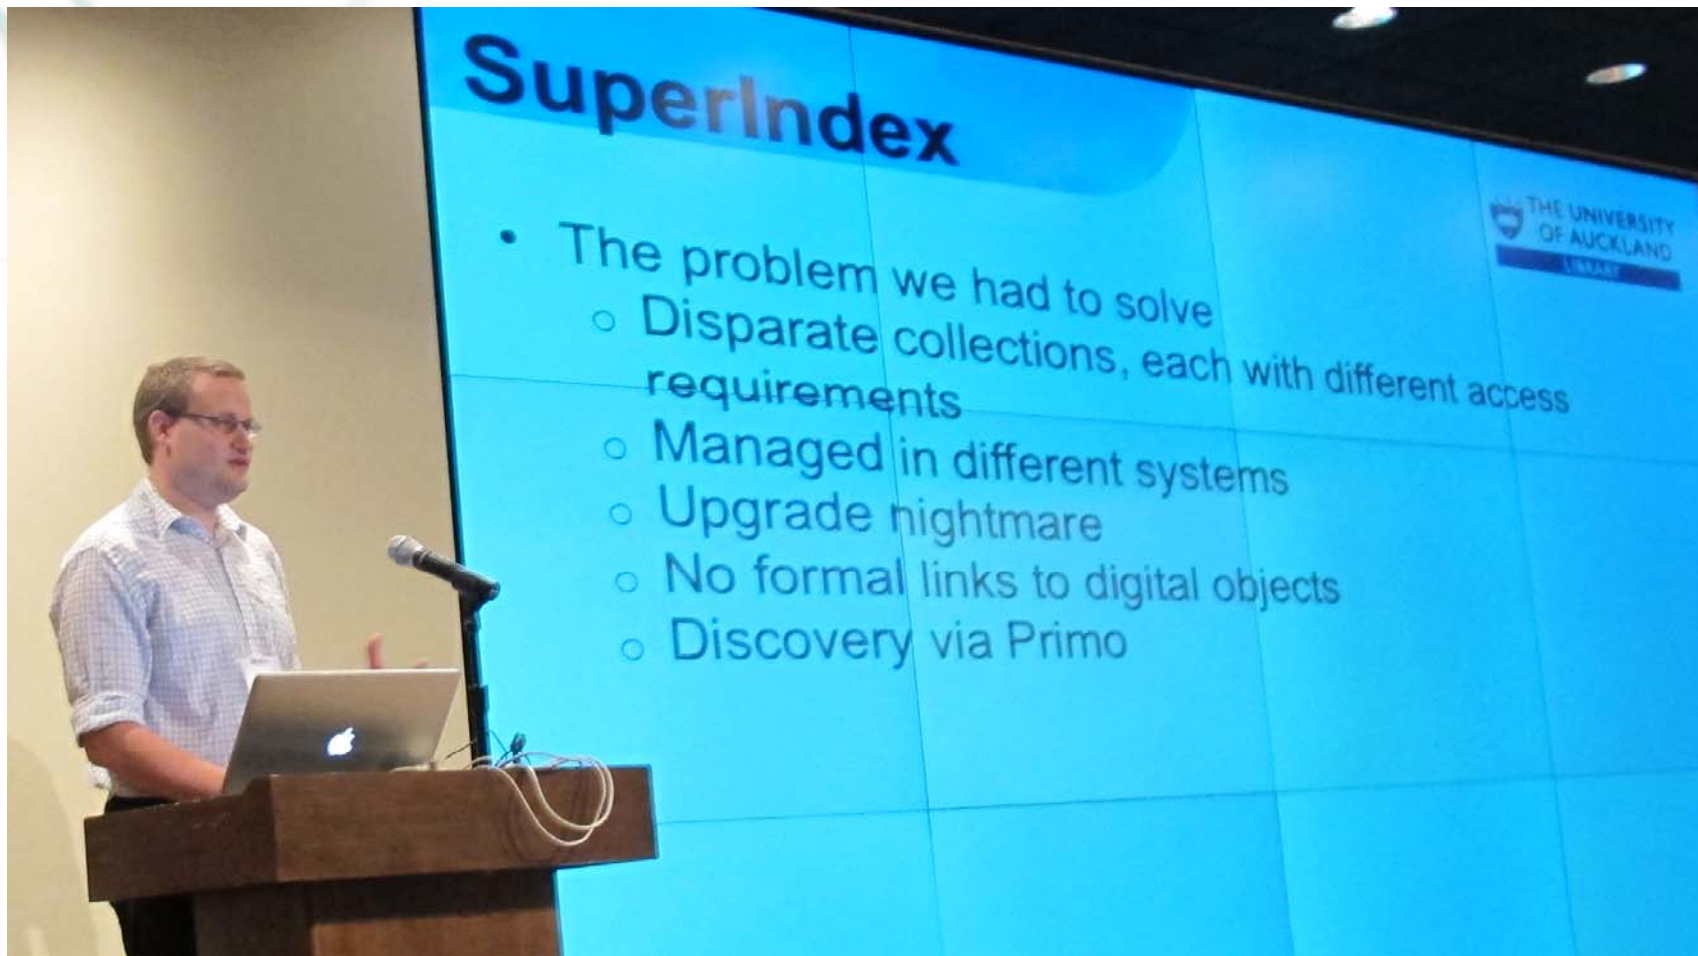 SuperIndex
THE UNIVERSITY
OF AUCKLAND
LIBRARY
• The problem we had to solve
○ Disparate collections, each with different access
requirements
○ Managed in different systems
○ Upgrade nightmare
○ No formal links to digital objects
○ Discovery via Primo